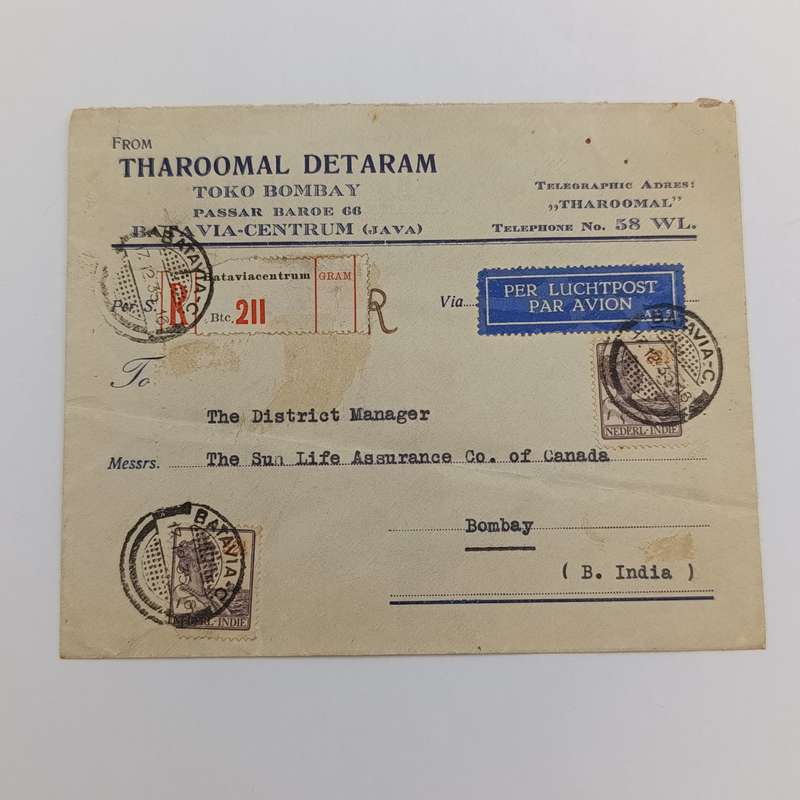 FROM
THAROOMAL DETARAM
TOKO BOMBAY
PASSAR BAROE 66
BATAVIA-CENTRUM (JAVA)
TELEGRAPHIC ADRES:
„THAROOMAL”
TELEPHONE No. 58 WL.
BATAVIA-C
Per S.
R
Bataviacentrum
GRAM
Btc. 211
R
Via
PER LUCHTPOST
PAR AVION
BATAVIA-C
NEDERL-INDIE
To
The District Manager
Messrs. The Sun Life Assurance Co. of Canada
Bombay
( B. India )
BATAVIA-C
NEDERL-INDIE